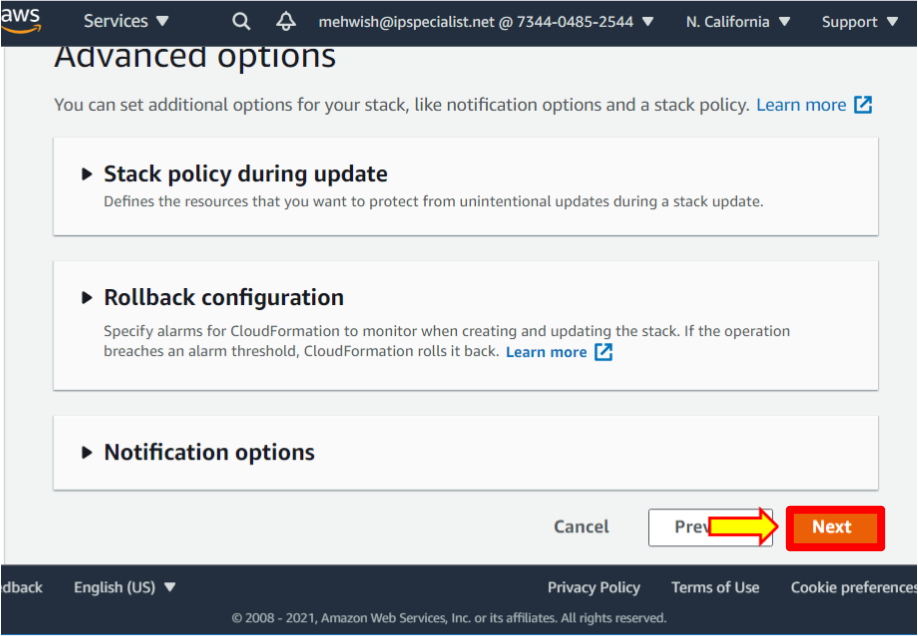 aws Services mehwish@ipspecialist.net @ 7344-0485-2544 N. California Support
Advanced options
You can set additional options for your stack, like notification options and a stack policy. Learn more
Stack policy during update
Defines the resources that you want to protect from unintentional updates during a stack update.
Rollback configuration
Specify alarms for CloudFormation to monitor when creating and updating the stack. If the operation
breaches an alarm threshold, CloudFormation rolls it back. Learn more
Notification options
Cancel Prev Next
edback English (US) Privacy Policy Terms of Use Cookie preferences
© 2008 - 2021, Amazon Web Services, Inc. or its affiliates. All rights reserved.